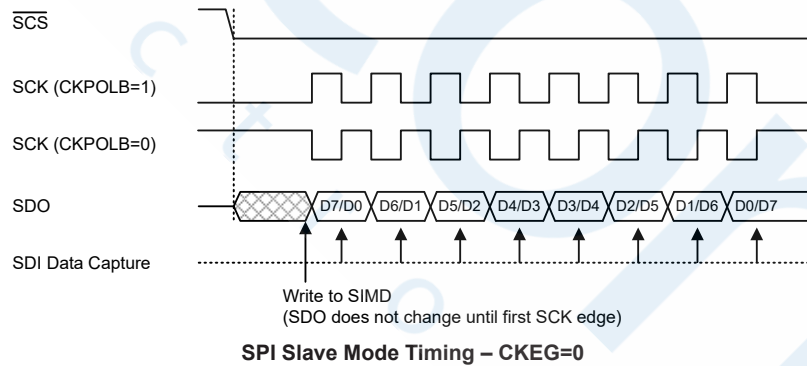 SCS
SCK (CKPOLB=1)
SCK (CKPOLB=0)
SDO D7/D0 D6/D1 D5/D2 D4/D3 D3/D4 D2/D5 D1/D6 D0/D7
SDI Data Capture
Write to SIMD
(SDO does not change until first SCK edge)
SPI Slave Mode Timing – CKEG=0